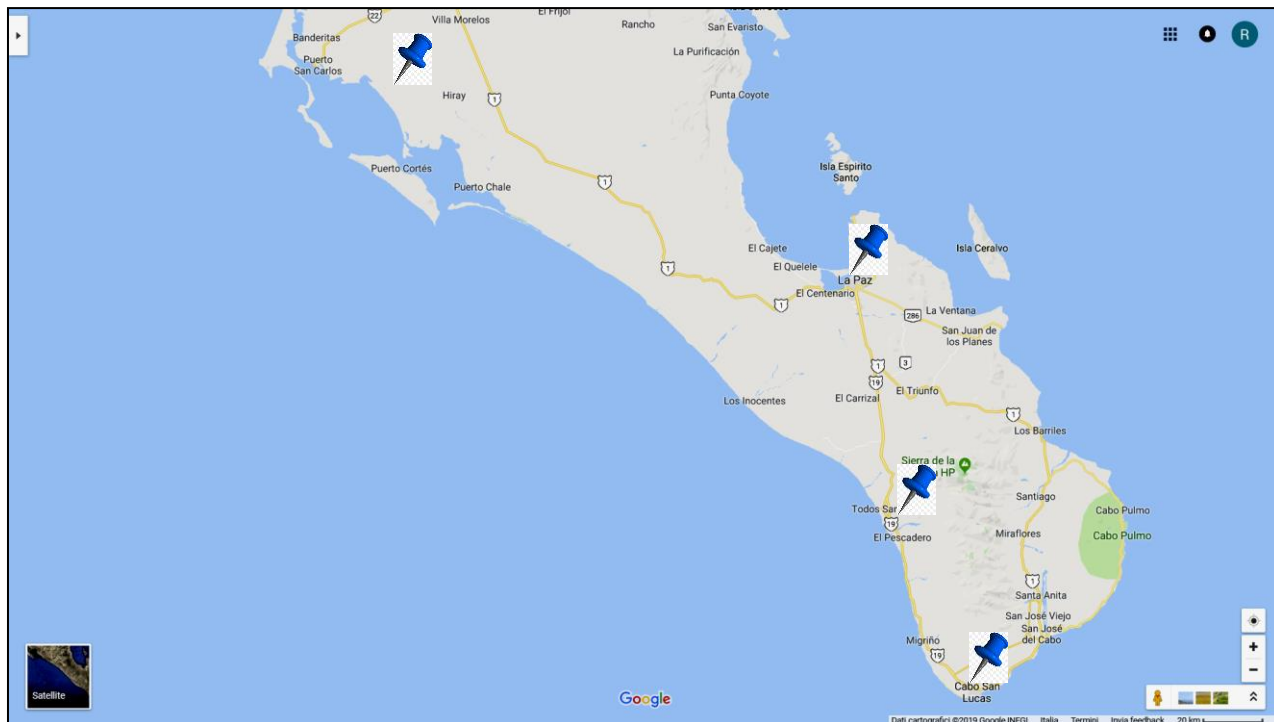 22
Villa Morelos
El Frijol
Rancho
San Evaristo
Banderitas
Puerto
San Carlos
La Purificación
Hiray
1
Punta Coyote
Puerto Cortés
Puerto Chale
1
Isla Espiritu
Santo
El Cajete
Isla Ceralvo
El Quelele
1
La Paz
El Centenario
1
286
La Ventana
San Juan de
los Planes
1
3
19
El Triunfo
El Carrizal
Los Inocentes
1
Los Barriles
Sierra de la
HP
Santiago
Todos
Cabo Pulmo
19
El Pescadero
Miraflores
Cabo Pulmo
1
Santa Anita
San José Viejo
San José
del Cabo
Migriño
19
Cabo San
Lucas
R
Satellite
Google
Dati cartografici ©2019 Google INEGI Italia Termini Invia feedback 20 km